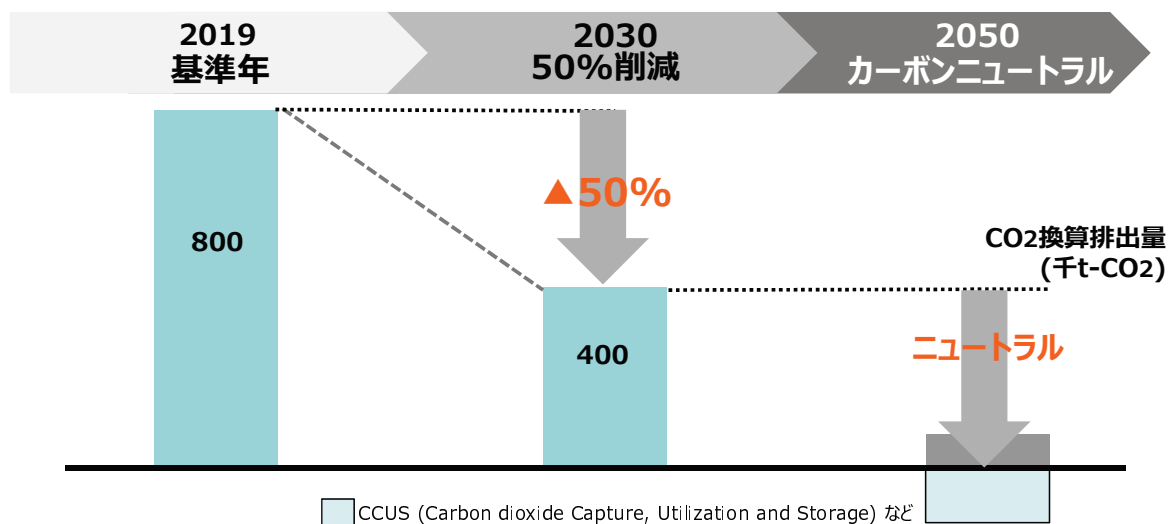 2019
基準年
2030
50%削減
2050
カーボンニュートラル
▲50%
800
CO2換算排出量
(千t-CO2)
ニュートラル
400
CCUS (Carbon dioxide Capture, Utilization and Storage) など